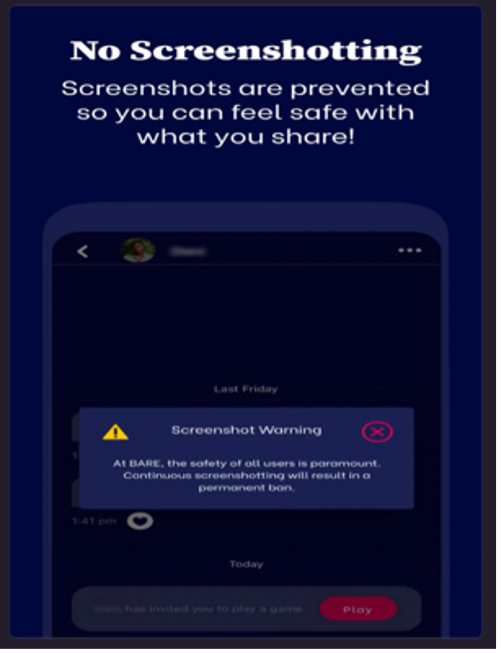 No Screenshotting
Screenshots are prevented
so you can feel safe with
what you share!
Last Friday
Screenshot Warning
At BARE, the safety of all users is paramount.
Continuous screenshotting will result in a
permanent ban.
1:41 pm
Today
has invited you to play a game
Play